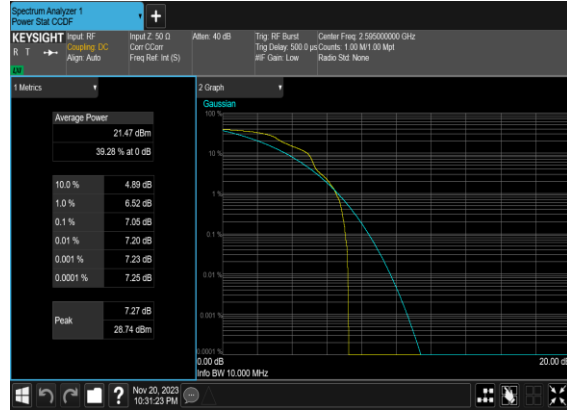 Spectrum Analyzer 1
Power Stat CCDF
+
KEYSIGHT
R T
LW
Input: RF
Coupling: DC
Align: Auto
Input Z: 50 Ω
Corr CCorr
Freq Ref: Int (S)
Atten: 40 dB
Trig: RF Burst
Trig Delay: 500.0 µs
#IF Gain: Low
Center Freq: 2.595000000 GHz
Counts: 1.00 M/1.00 Mpt
Radio Std: None
1 Metrics
Average Power
21.47 dBm
39.28 % at 0 dB
10.0 % 4.89 dB
1.0 % 6.52 dB
0.1 % 7.05 dB
0.01 % 7.20 dB
0.001 % 7.23 dB
0.0001 % 7.25 dB
Peak 7.27 dB
28.74 dBm
2 Graph
Gaussian
100 %
10 %
1 %
0.1 %
0.01 %
0.001 %
0.0001 %
0.00 dB 20.00 dB
Info BW 10.000 MHz
?
Nov 20, 2023
10:31:23 PM